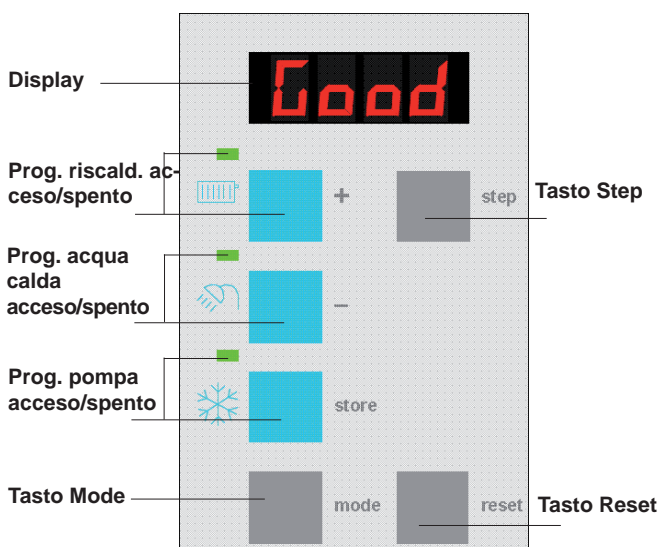 Good
Display
Prog. riscald. ac-
ceso/spento
+
step
Tasto Step
Prog. acqua
calda
acceso/spento
-
Prog. pompa
acceso/spento
store
Tasto Mode
mode
reset
Tasto Reset